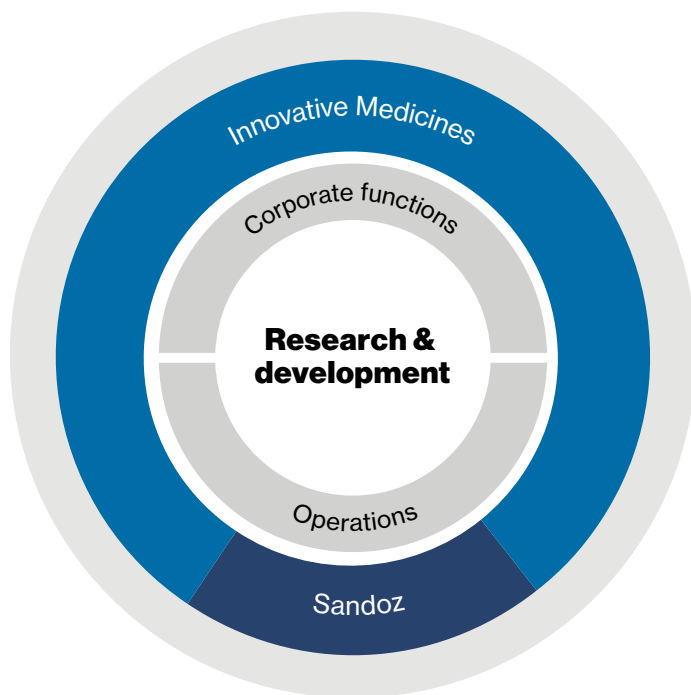 Innovative Medicines
Corporate functions
Research &
development
Operations
Sandoz